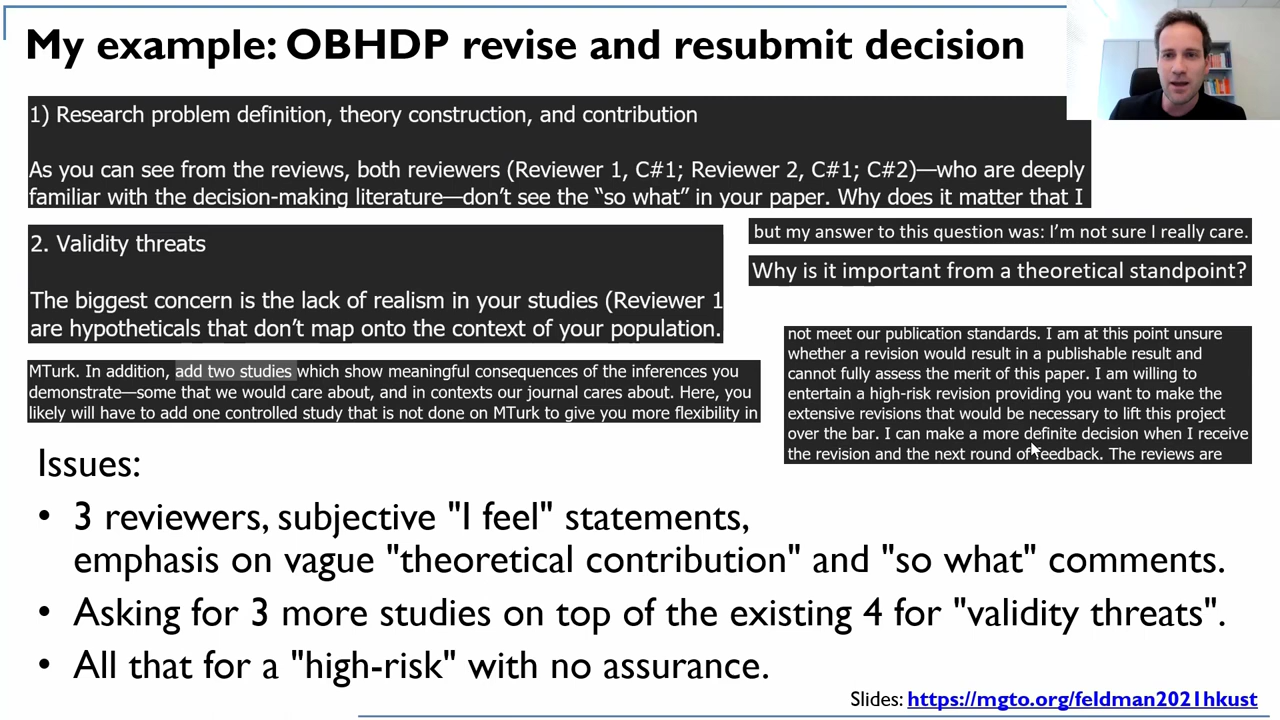 My example: OBHDP revise and resubmit decision
1) Research problem definition, theory construction, and contribution
As you can see from the reviews, both reviewers (Reviewer 1, C#1; Reviewer 2, C#1; C#2)—who are deeply
familiar with the decision-making literature—don't see the “so what” in your paper. Why does it matter that I
2. Validity threats
The biggest concern is the lack of realism in your studies (Reviewer 1
are hypotheticals that don't map onto the context of your population.
but my answer to this question was: I'm not sure I really care.
Why is it important from a theoretical standpoint?
MTurk. In addition, add two studies which show meaningful consequences of the inferences you
demonstrate—some that we would care about, and in contexts our journal cares about. Here, you
likely will have to add one controlled study that is not done on MTurk to give you more flexibility in
not meet our publication standards. I am at this point unsure
whether a revision would result in a publishable result and
cannot fully assess the merit of this paper. I am willing to
entertain a high-risk revision providing you want to make the
extensive revisions that would be necessary to lift this project
over the bar. I can make a more definite decision when I receive
the revision and the next round of feedback. The reviews are
Issues:
• 3 reviewers, subjective "I feel" statements,
emphasis on vague "theoretical contribution" and "so what" comments.
• Asking for 3 more studies on top of the existing 4 for "validity threats".
• All that for a "high-risk" with no assurance.
Slides: https://mgto.org/feldman2021hkust